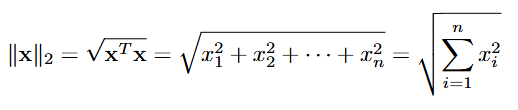 ‖𝐱‖₂ = √(𝐱ᵀ𝐱) = √(x₁² + x₂² + ⋯ + xₙ²) = √(∑ᵢ₌₁ⁿ xᵢ²)